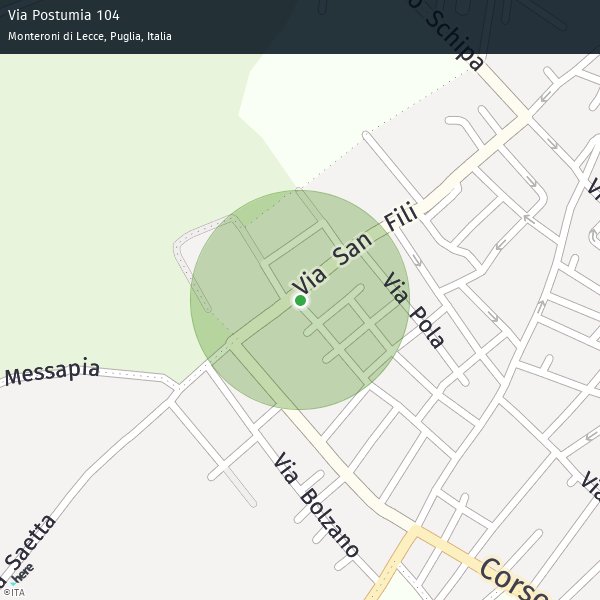 Via Postumia 104
Monteroni di Lecce, Puglia, Italia
Schipa
Via San Fili
Via Pola
Messapia
Via Bolzano
Saetta
Corso
here
©ITA